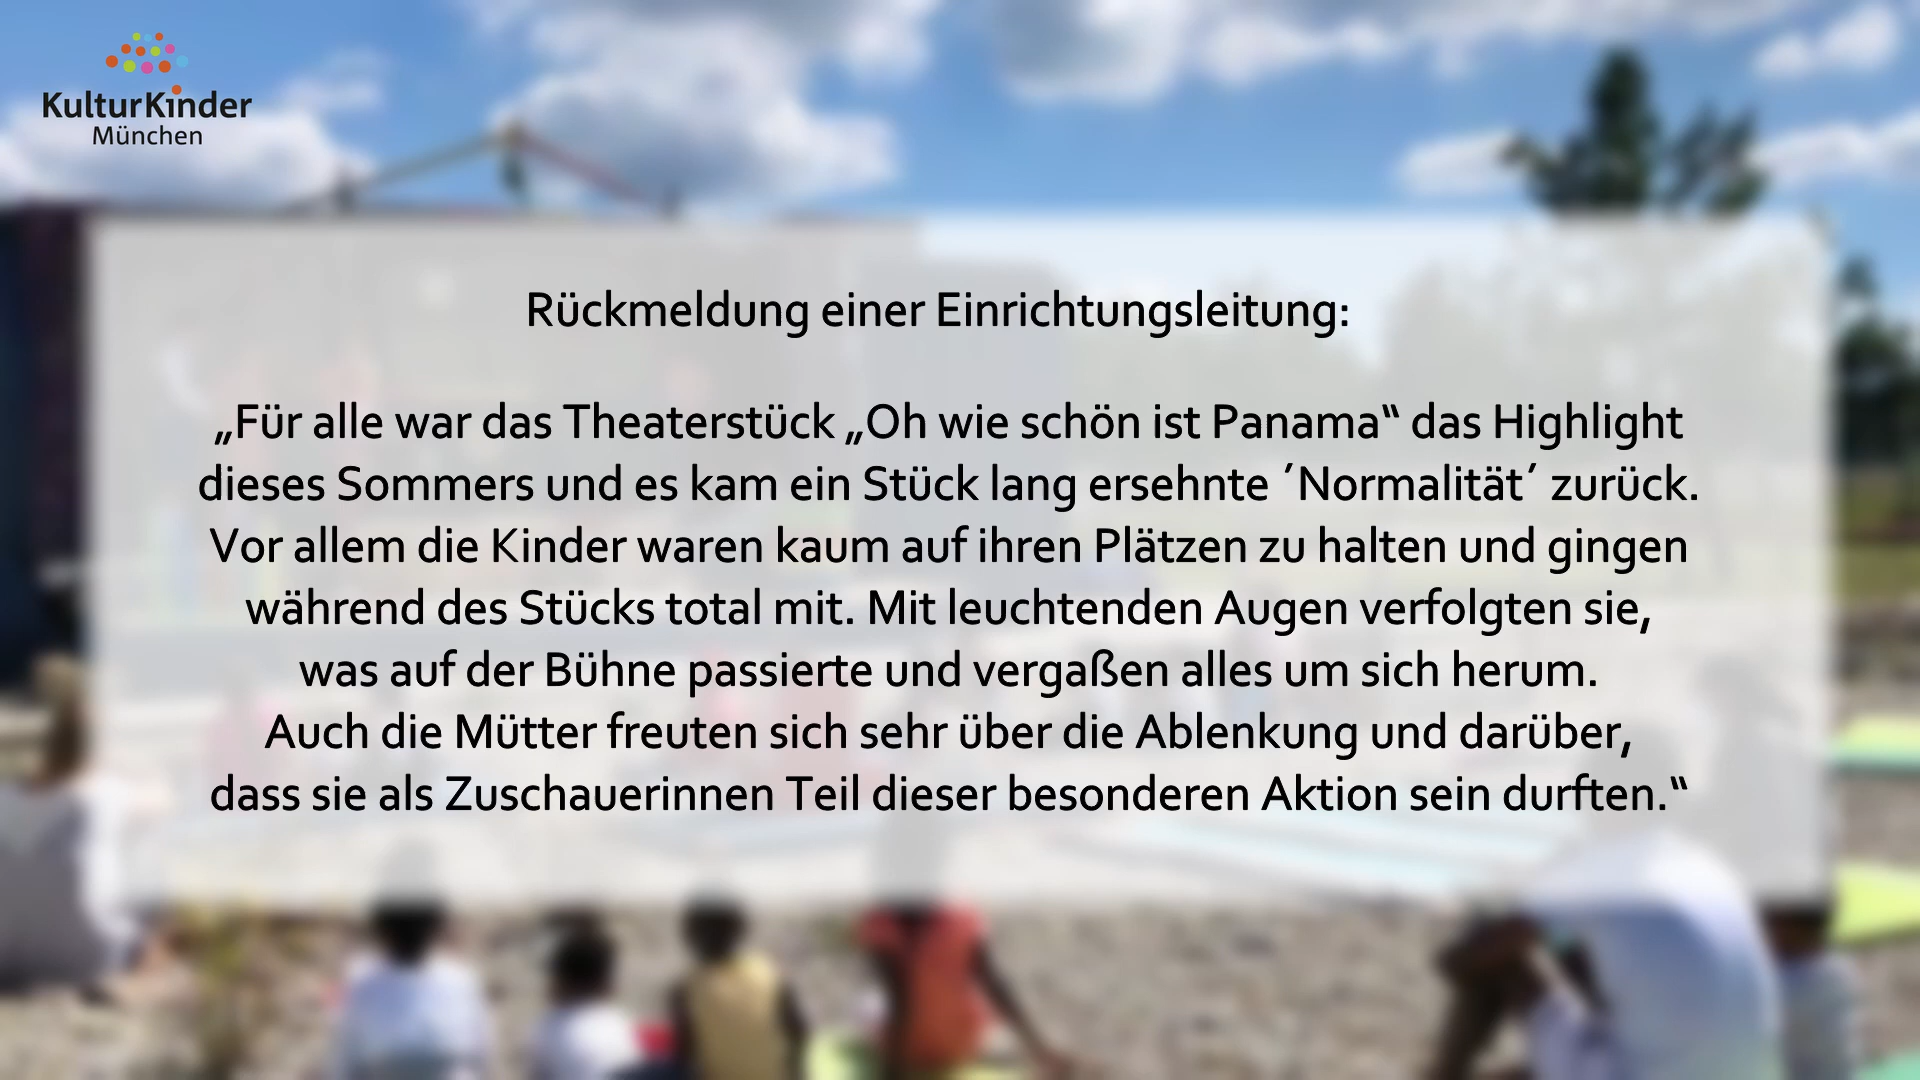 KulturKinder
München
Rückmeldung einer Einrichtungsleitung:
„Für alle war das Theaterstück „Oh wie schön ist Panama“ das Highlight
dieses Sommers und es kam ein Stück lang ersehnte ´Normalität´ zurück.
Vor allem die Kinder waren kaum auf ihren Plätzen zu halten und gingen
während des Stücks total mit. Mit leuchtenden Augen verfolgten sie,
was auf der Bühne passierte und vergaßen alles um sich herum.
Auch die Mütter freuten sich sehr über die Ablenkung und darüber,
dass sie als Zuschauerinnen Teil dieser besonderen Aktion sein durften.“